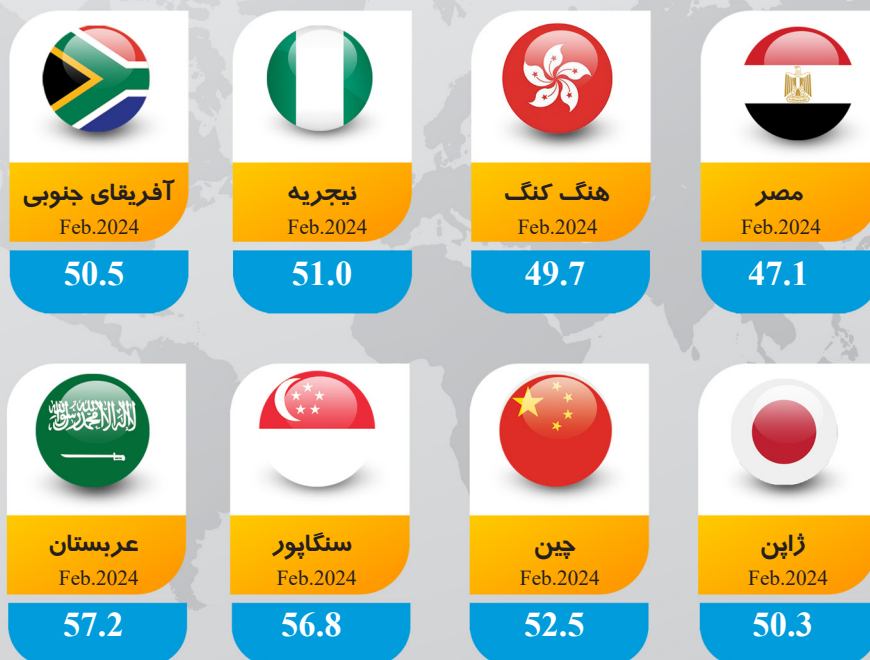 آفریقای جنوبی
Feb.2024
50.5
نیجریه
Feb.2024
51.0
هنگ کنگ
Feb.2024
49.7
مصر
Feb.2024
47.1
عربستان
Feb.2024
57.2
سنگاپور
Feb.2024
56.8
چین
Feb.2024
52.5
ژاپن
Feb.2024
50.3